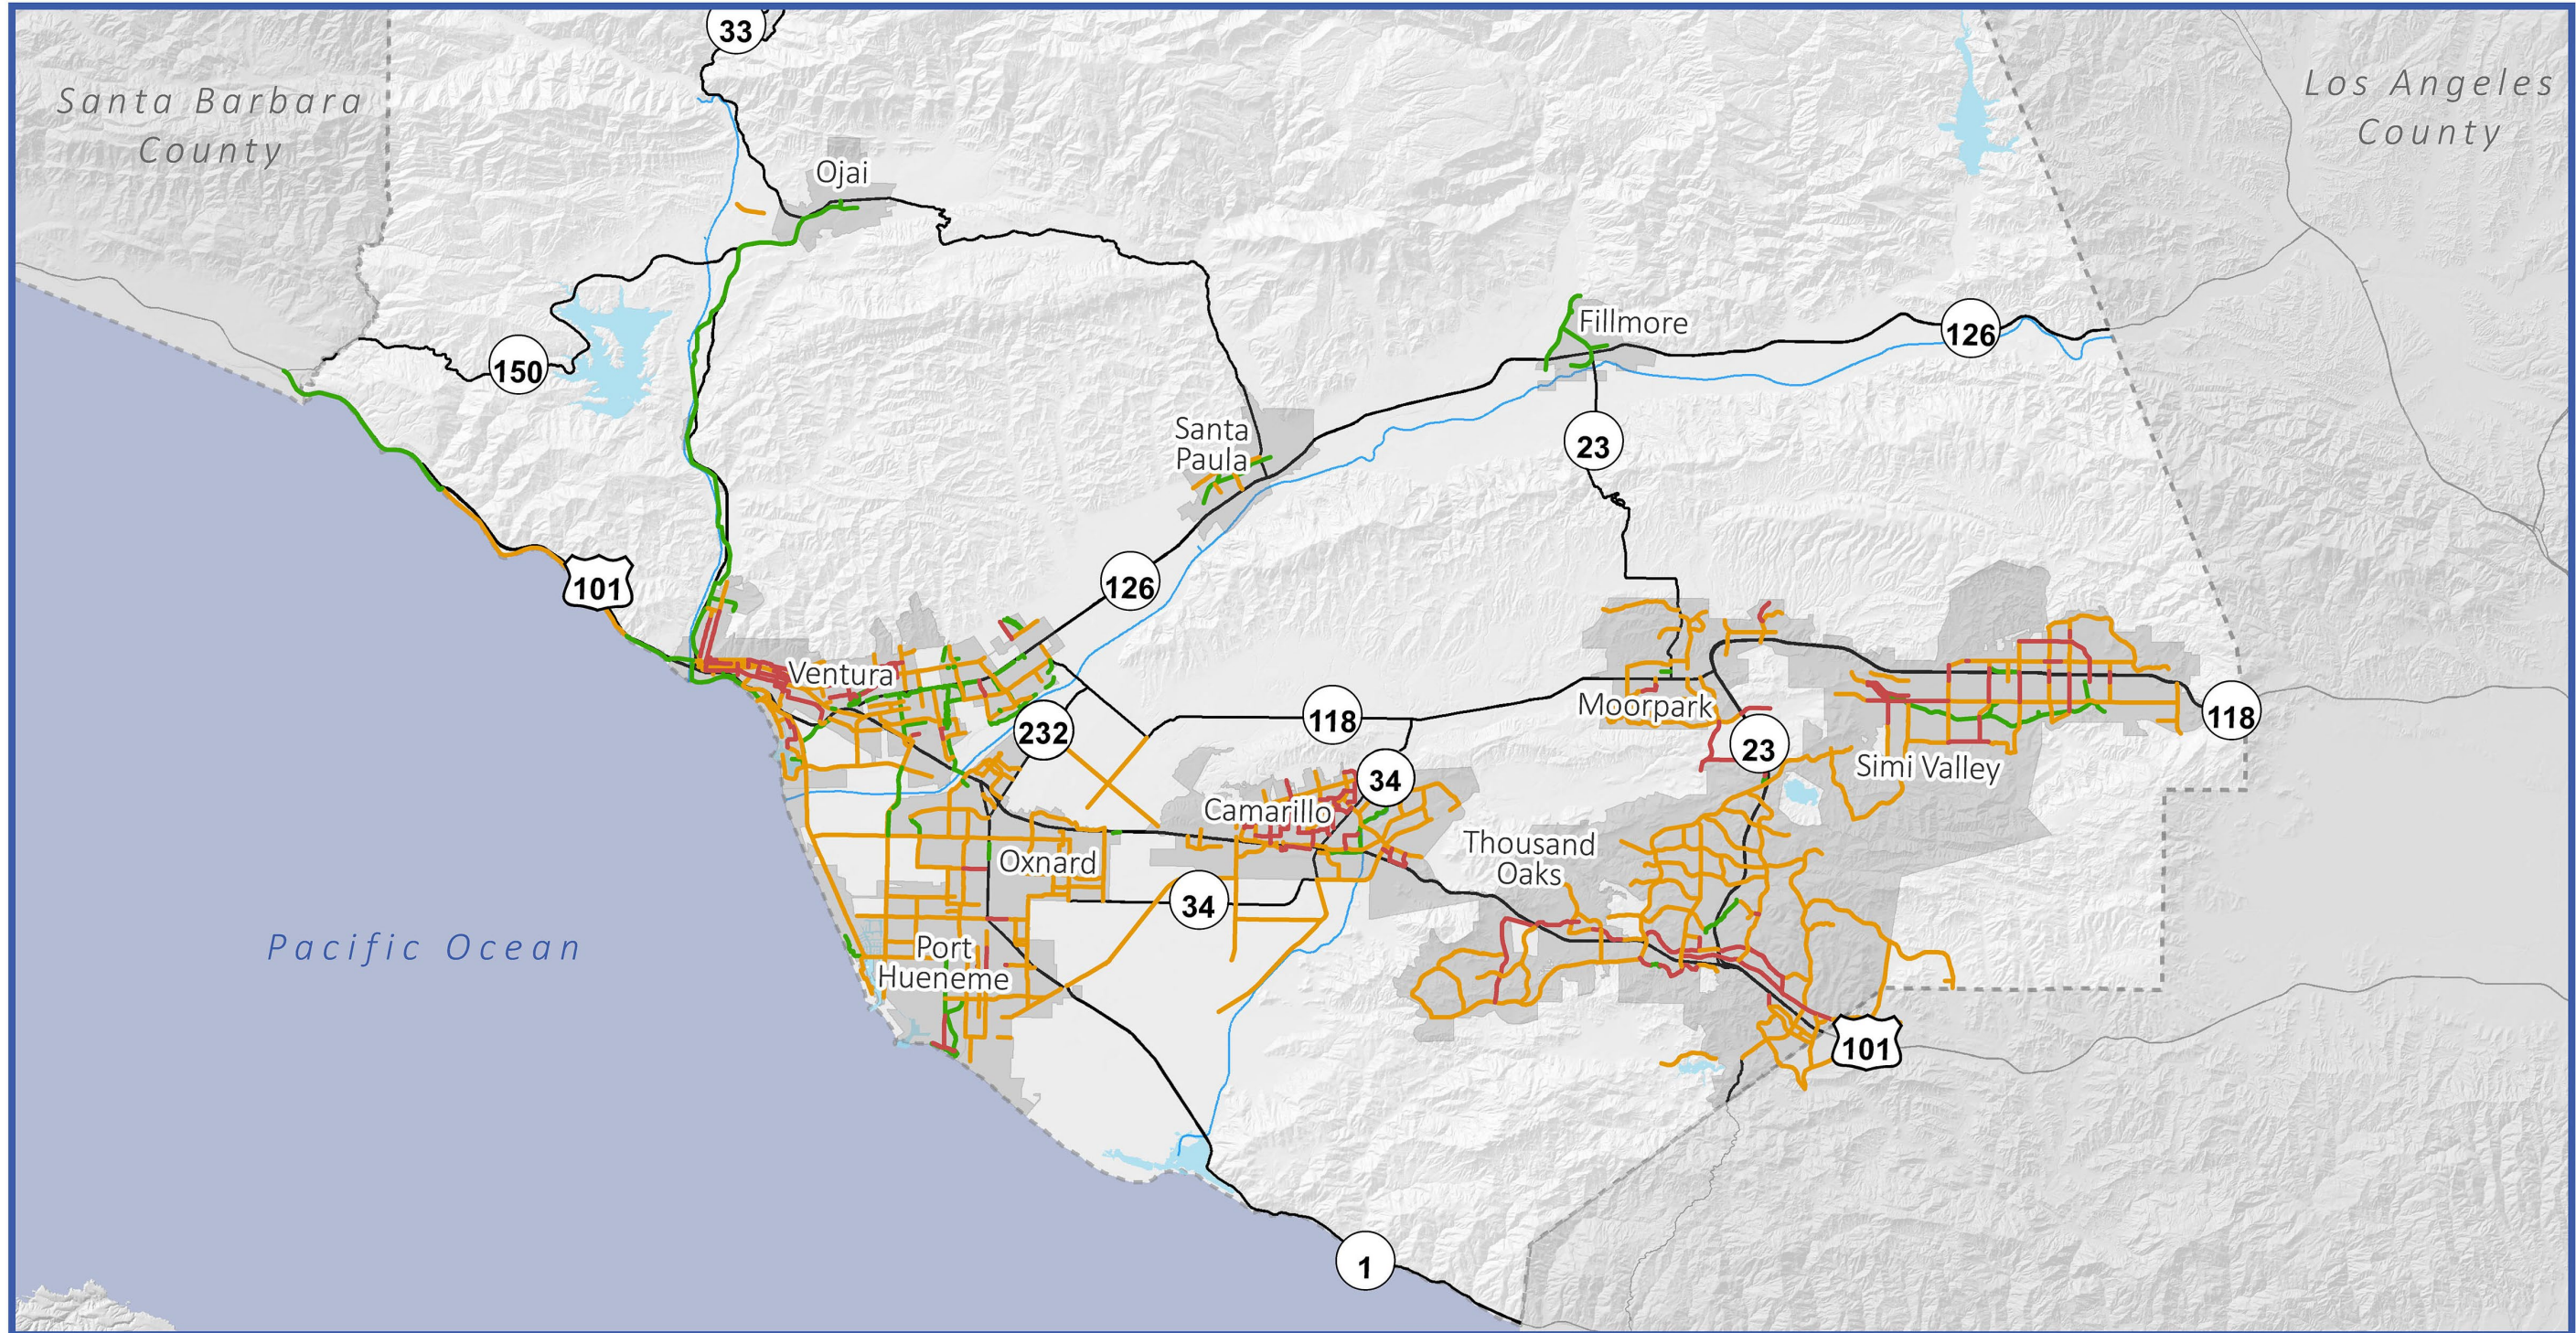 33
Santa Barbara
County
Los Angeles
County
Ojai
Fillmore
126
150
23
Santa
Paula
101
126
Ventura
232
118
Moorpark
118
23
Simi Valley
34
Camarillo
Oxnard
Thousand
Oaks
34
Pacific Ocean
Port
Hueneme
101
1